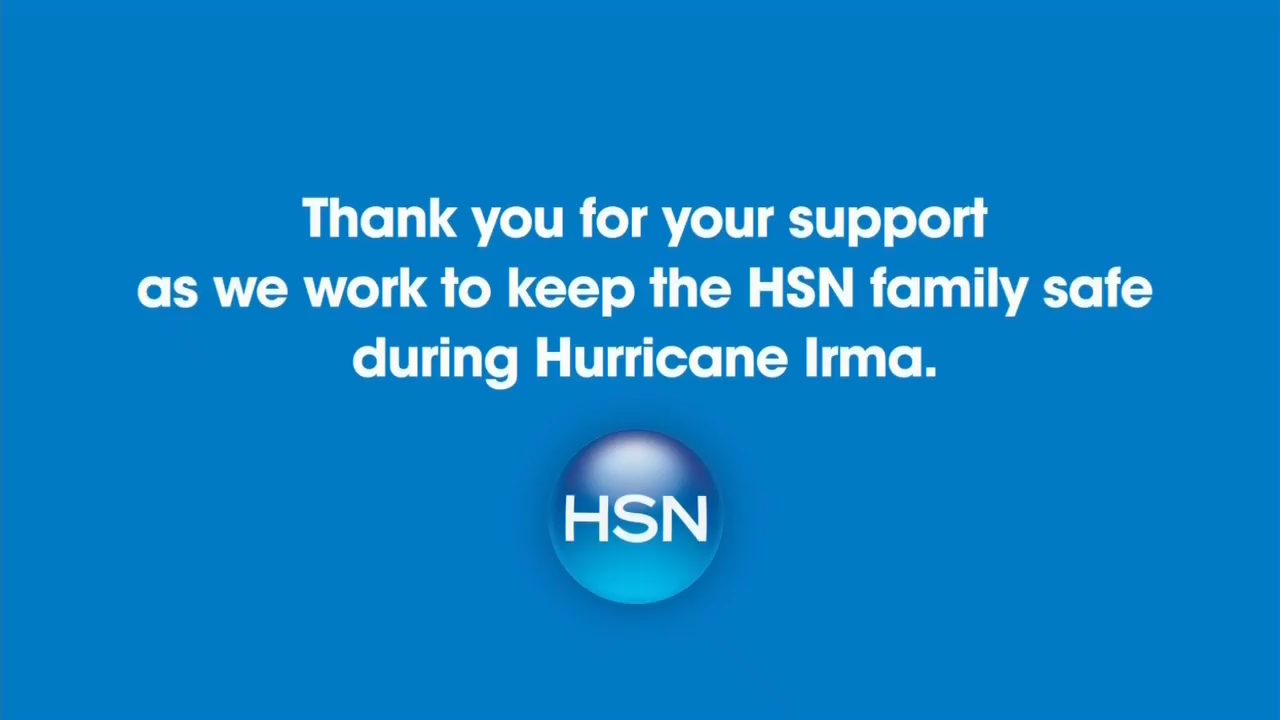 Thank you for your support
as we work to keep the HSN family safe
during Hurricane Irma.
HSN